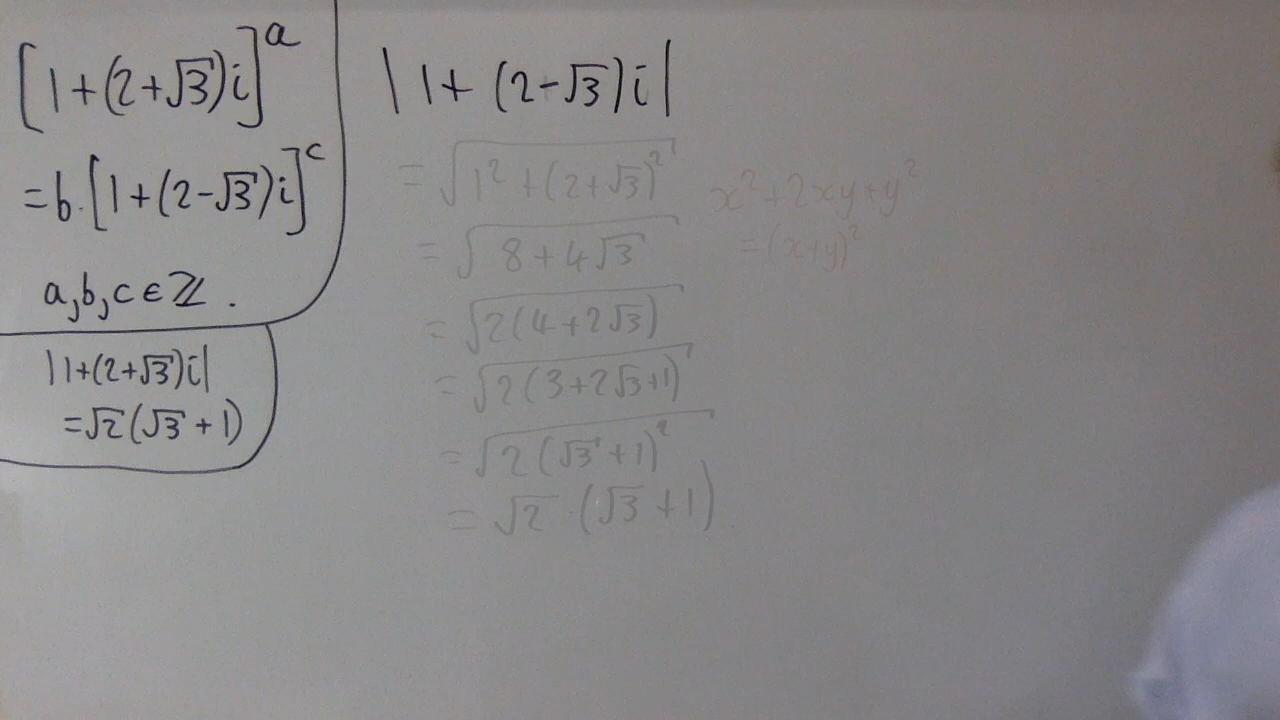 [1+(2+√3)i]^a
=b.[1+(2-√3)i]^c
a,b,c ∈ ℤ.
|1+(2+√3)i|
=√2(√3+1)
|1+(2-√3)i|
=√(1²+(2+√3)²)
=√(8+4√3)
=√(2(4+2√3))
=√(2(3+2√3+1))
=√(2(√3+1)²)
=√2·(√3+1)
x²+2xy+y²
=(x+y)²